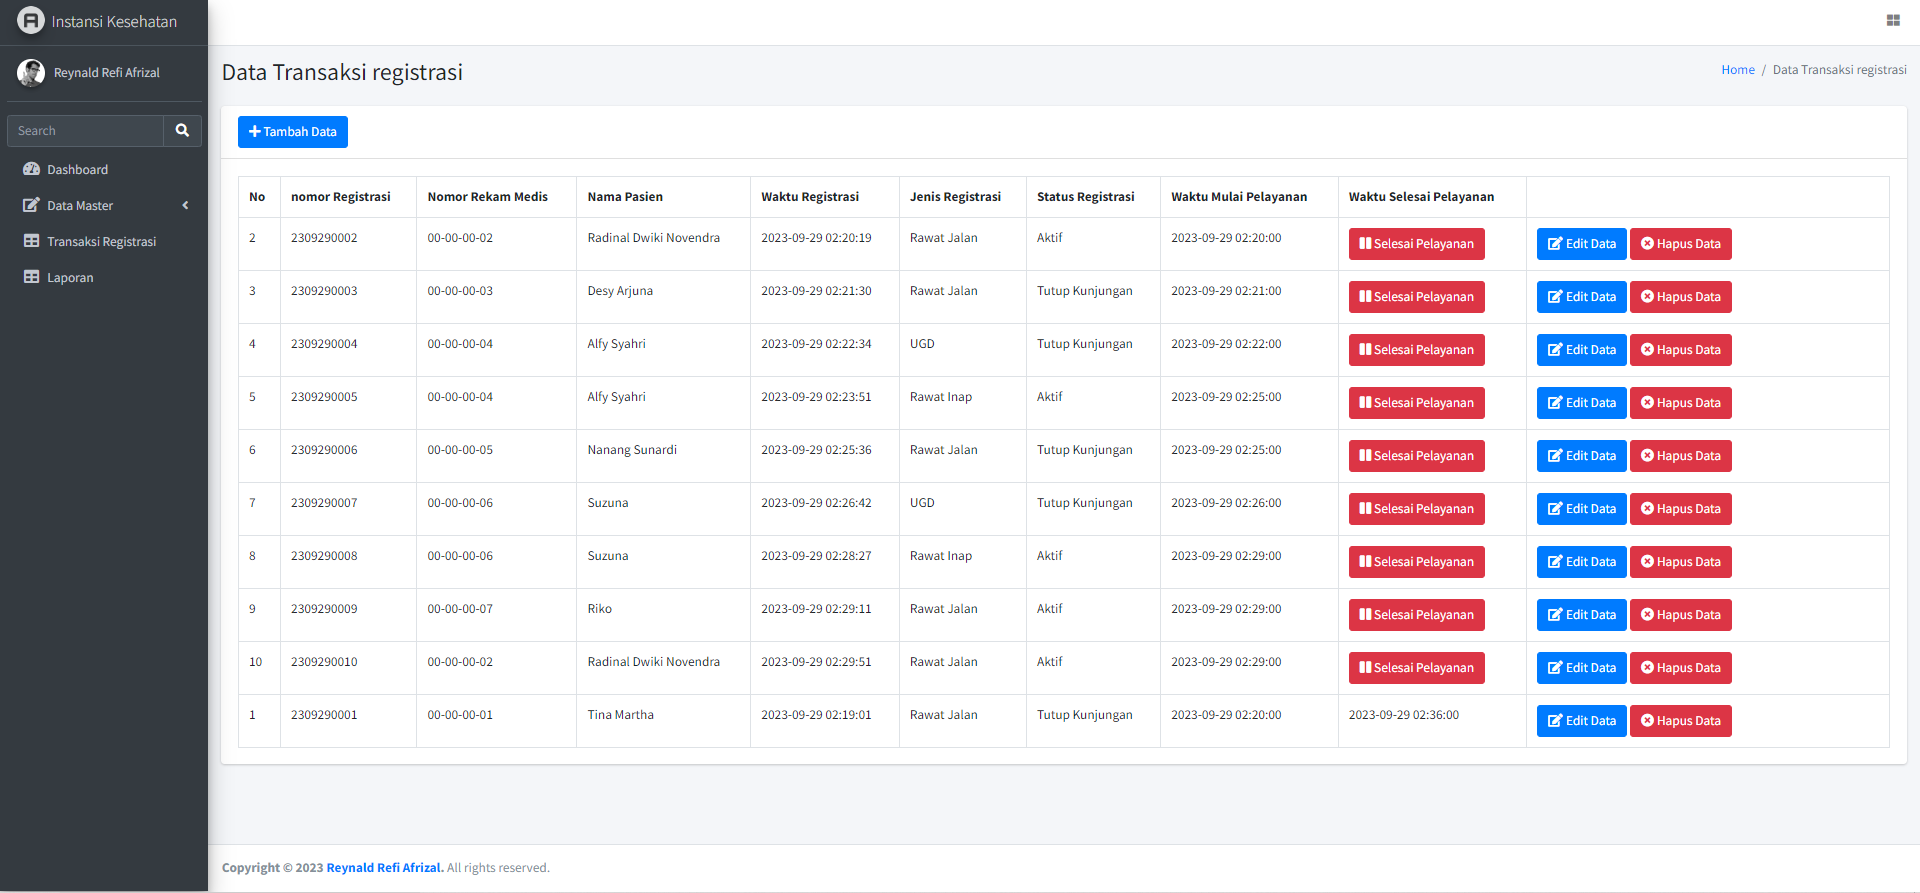 Instansi Kesehatan
Reynald Refi Afrizal
Search
Dashboard
Data Master
Transaksi Registrasi
Laporan
Data Transaksi registrasi
Home / Data Transaksi registrasi
Tambah Data
No nomor Registrasi Nomor Rekam Medis Nama Pasien Waktu Registrasi Jenis Registrasi Status Registrasi Waktu Mulai Pelayanan Waktu Selesai Pelayanan
2 2309290002 00-00-00-02 Radinal Dwiki Novendra 2023-09-29 02:20:19 Rawat Jalan Aktif 2023-09-29 02:20:00 Selesai Pelayanan Edit Data Hapus Data
3 2309290003 00-00-00-03 Desy Arjuna 2023-09-29 02:21:30 Rawat Jalan Tutup Kunjungan 2023-09-29 02:21:00 Selesai Pelayanan Edit Data Hapus Data
4 2309290004 00-00-00-04 Alfy Syahri 2023-09-29 02:22:34 UGD Tutup Kunjungan 2023-09-29 02:22:00 Selesai Pelayanan Edit Data Hapus Data
5 2309290005 00-00-00-04 Alfy Syahri 2023-09-29 02:23:51 Rawat Inap Aktif 2023-09-29 02:25:00 Selesai Pelayanan Edit Data Hapus Data
6 2309290006 00-00-00-05 Nanang Sunardi 2023-09-29 02:25:36 Rawat Jalan Tutup Kunjungan 2023-09-29 02:25:00 Selesai Pelayanan Edit Data Hapus Data
7 2309290007 00-00-00-06 Suzuna 2023-09-29 02:26:42 UGD Tutup Kunjungan 2023-09-29 02:26:00 Selesai Pelayanan Edit Data Hapus Data
8 2309290008 00-00-00-06 Suzuna 2023-09-29 02:28:27 Rawat Inap Aktif 2023-09-29 02:29:00 Selesai Pelayanan Edit Data Hapus Data
9 2309290009 00-00-00-07 Riko 2023-09-29 02:29:11 Rawat Jalan Aktif 2023-09-29 02:29:00 Selesai Pelayanan Edit Data Hapus Data
10 2309290010 00-00-00-02 Radinal Dwiki Novendra 2023-09-29 02:29:51 Rawat Jalan Aktif 2023-09-29 02:29:00 Selesai Pelayanan Edit Data Hapus Data
1 2309290001 00-00-00-01 Tina Martha 2023-09-29 02:19:01 Rawat Jalan Tutup Kunjungan 2023-09-29 02:20:00 2023-09-29 02:36:00 Edit Data Hapus Data
Copyright © 2023 Reynald Refi Afrizal. All rights reserved.